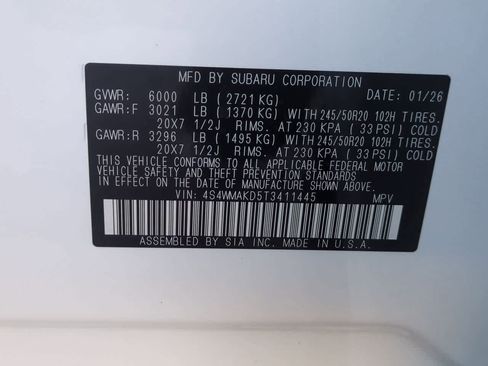 MFD BY SUBARU CORPORATION
GVWR: 6000 LB (2721 KG) DATE: 01/26
GAWR:F 3021 LB (1370 KG) WITH 245/50R20 102H TIRES.
20X7 1/2J RIMS. AT 230 KPA (33 PSI) COLD
GAWR:R 3296 LB (1495 KG) WITH 245/50R20 102H TIRES.
20X7 1/2J RIMS. AT 230 KPA (33 PSI) COLD
THIS VEHICLE CONFORMS TO ALL APPLICABLE FEDERAL MOTOR
VEHICLE SAFETY AND THEFT PREVENTION STANDARDS
IN EFFECT ON THE DATE OF MANUFACTURE SHOWN ABOVE.
VIN: 4S4WMAKD5T3411445 MPV
ASSEMBLED BY SIA INC. MADE IN U.S.A.